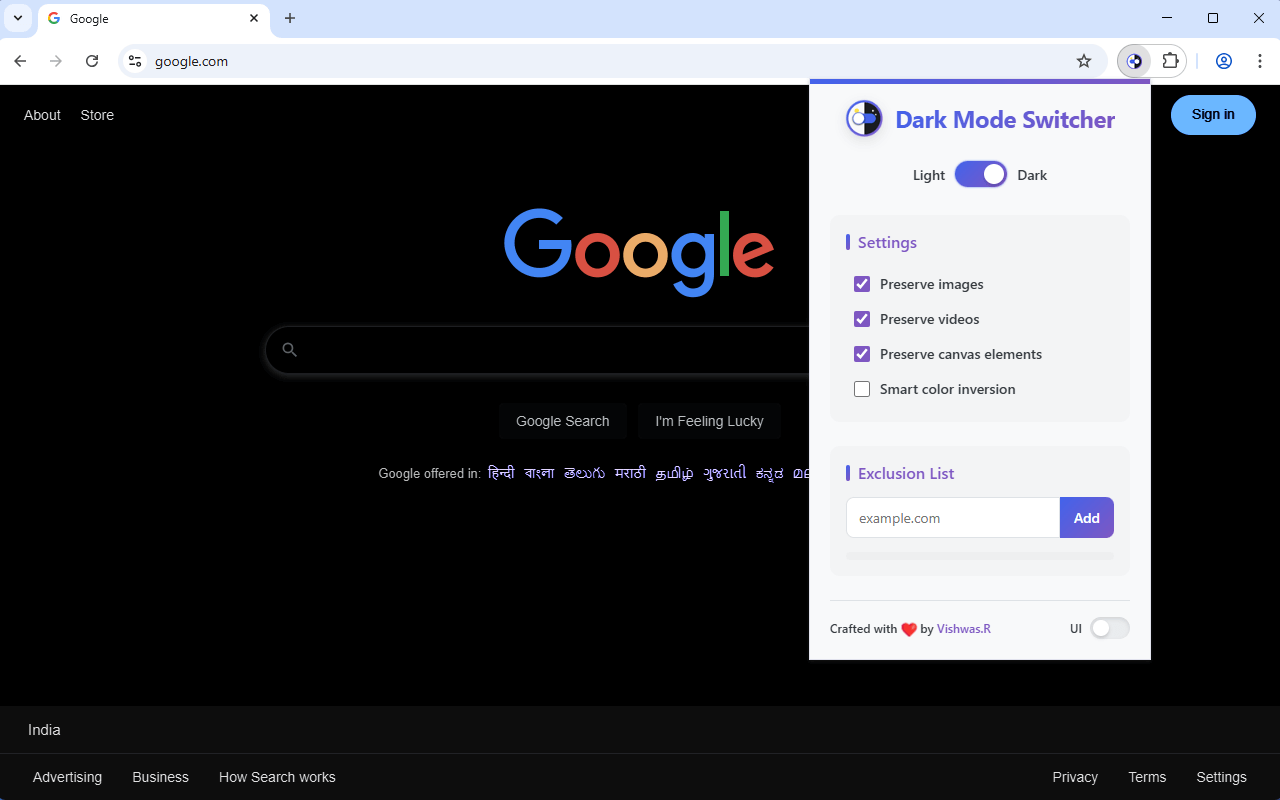 Google
google.com
About Store
Sign in
Dark Mode Switcher
Light Dark
Google
Settings
Preserve images
Preserve videos
Preserve canvas elements
Smart color inversion
Google Search I'm Feeling Lucky
Google offered in: हिन्दी বাংলা తెలుగు मराठी தமிழ் ગુજરાતી ಕನ್ನಡ
Exclusion List
example.com Add
Crafted with ❤️ by Vishwas.R UI
India
Advertising Business How Search works Privacy Terms Settings